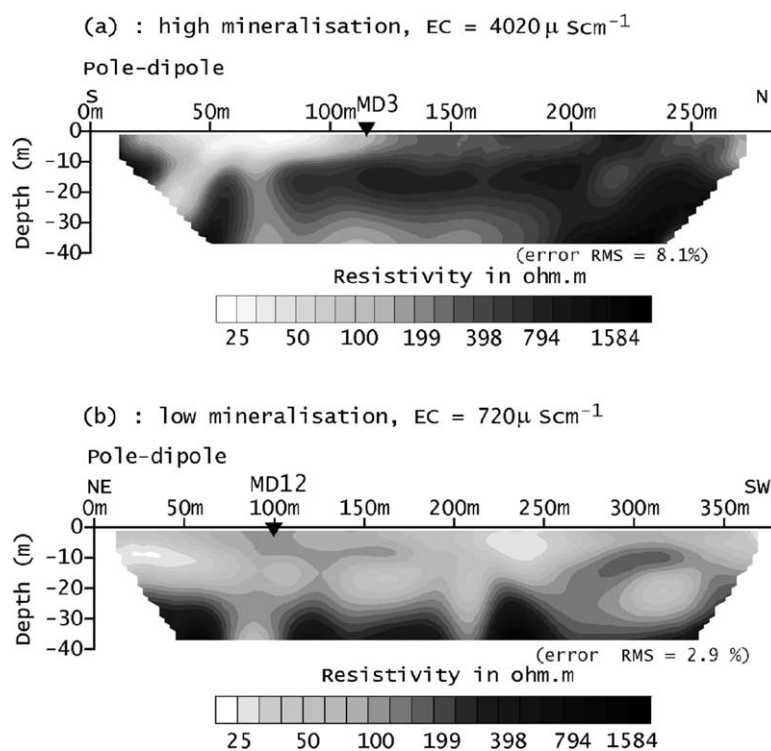 (a) : high mineralisation, EC = 4020 μ Scm⁻¹
Pole-dipole
S MD3 N
0m 50m 100m 150m 200m 250m
0
-10
-20
-30
-40
Depth (m)
(error RMS = 8.1%)
Resistivity in ohm.m
25 50 100 199 398 794 1584
(b) : low mineralisation, EC = 720μ Scm⁻¹
Pole-dipole
NE MD12 SW
0m 50m 100m 150m 200m 250m 300m 350m
0
-10
-20
-30
-40
Depth (m)
(error RMS = 2.9 %)
Resistivity in ohm.m
25 50 100 199 398 794 1584